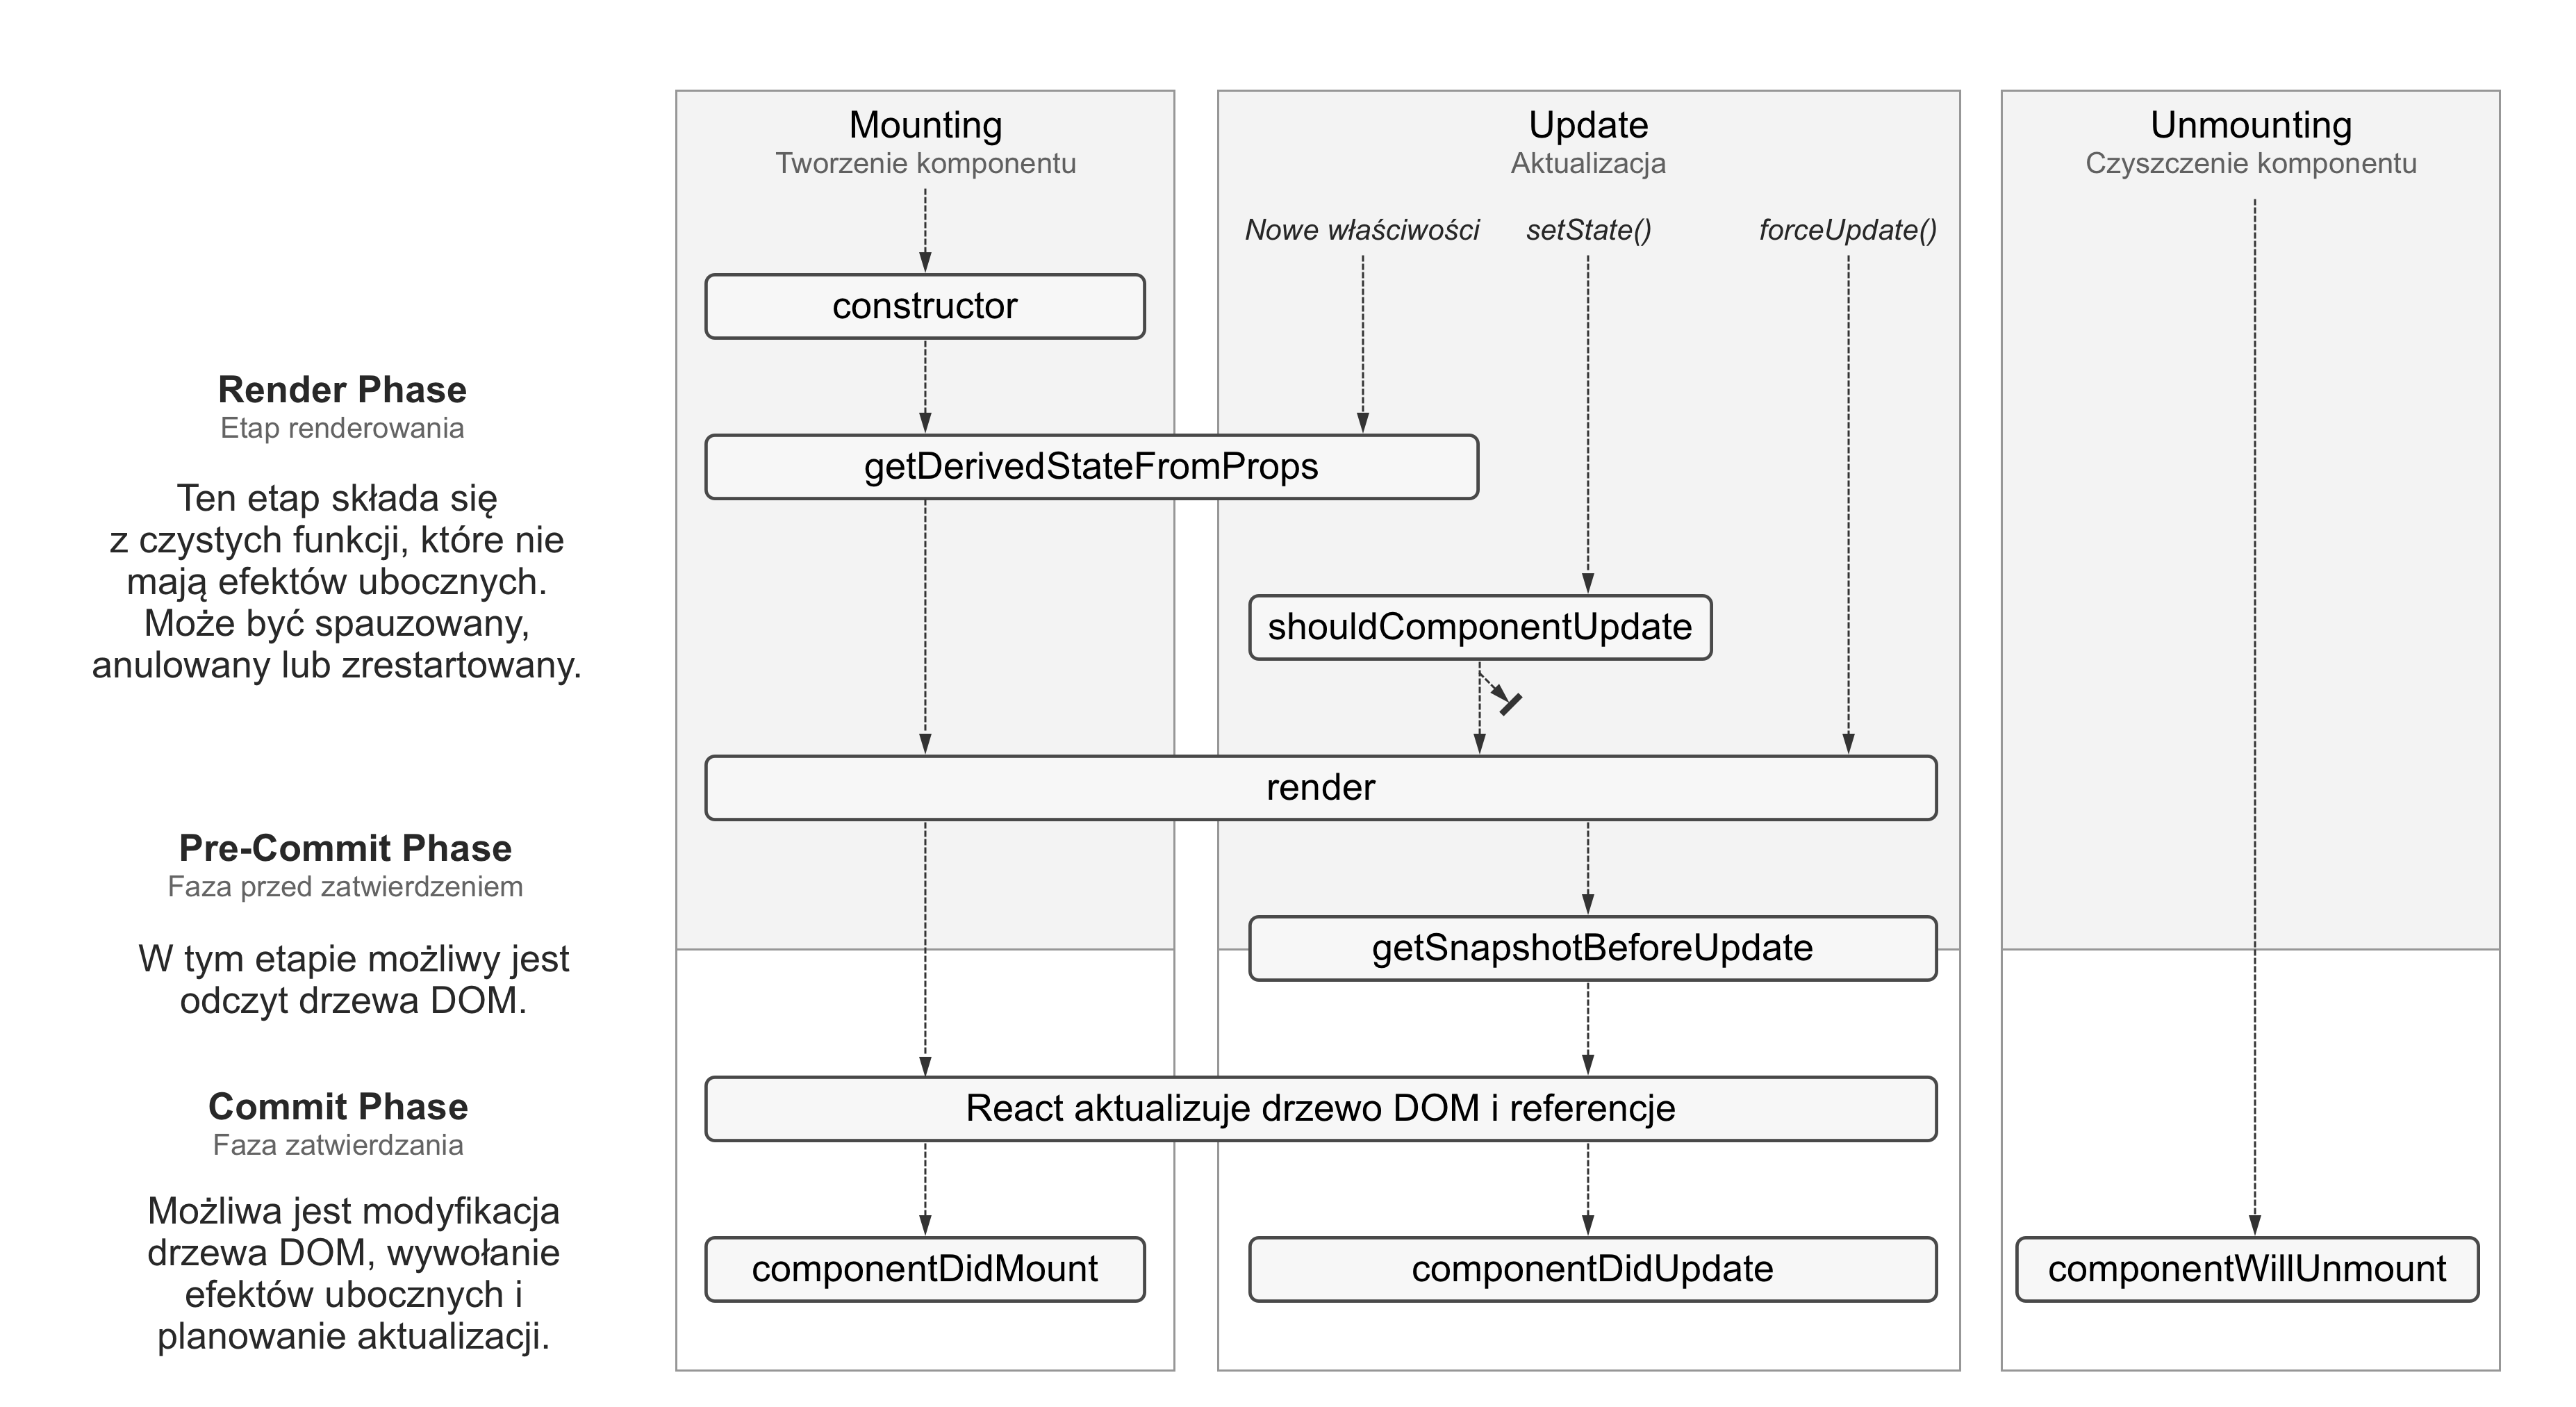 Mounting
Tworzenie komponentu
Update
Aktualizacja
Unmounting
Czyszczenie komponentu
Nowe właściwości
setState()
forceUpdate()
constructor
Render Phase
Etap renderowania
getDerivedStateFromProps
Ten etap składa się
z czystych funkcji, które nie
mają efektów ubocznych.
Może być spauzowany,
anulowany lub zrestartowany.
shouldComponentUpdate
render
Pre-Commit Phase
Faza przed zatwierdzeniem
W tym etapie możliwy jest
odczyt drzewa DOM.
getSnapshotBeforeUpdate
Commit Phase
Faza zatwierdzania
React aktualizuje drzewo DOM i referencje
Możliwa jest modyfikacja
drzewa DOM, wywołanie
efektów ubocznych i
planowanie aktualizacji.
componentDidMount
componentDidUpdate
componentWillUnmount